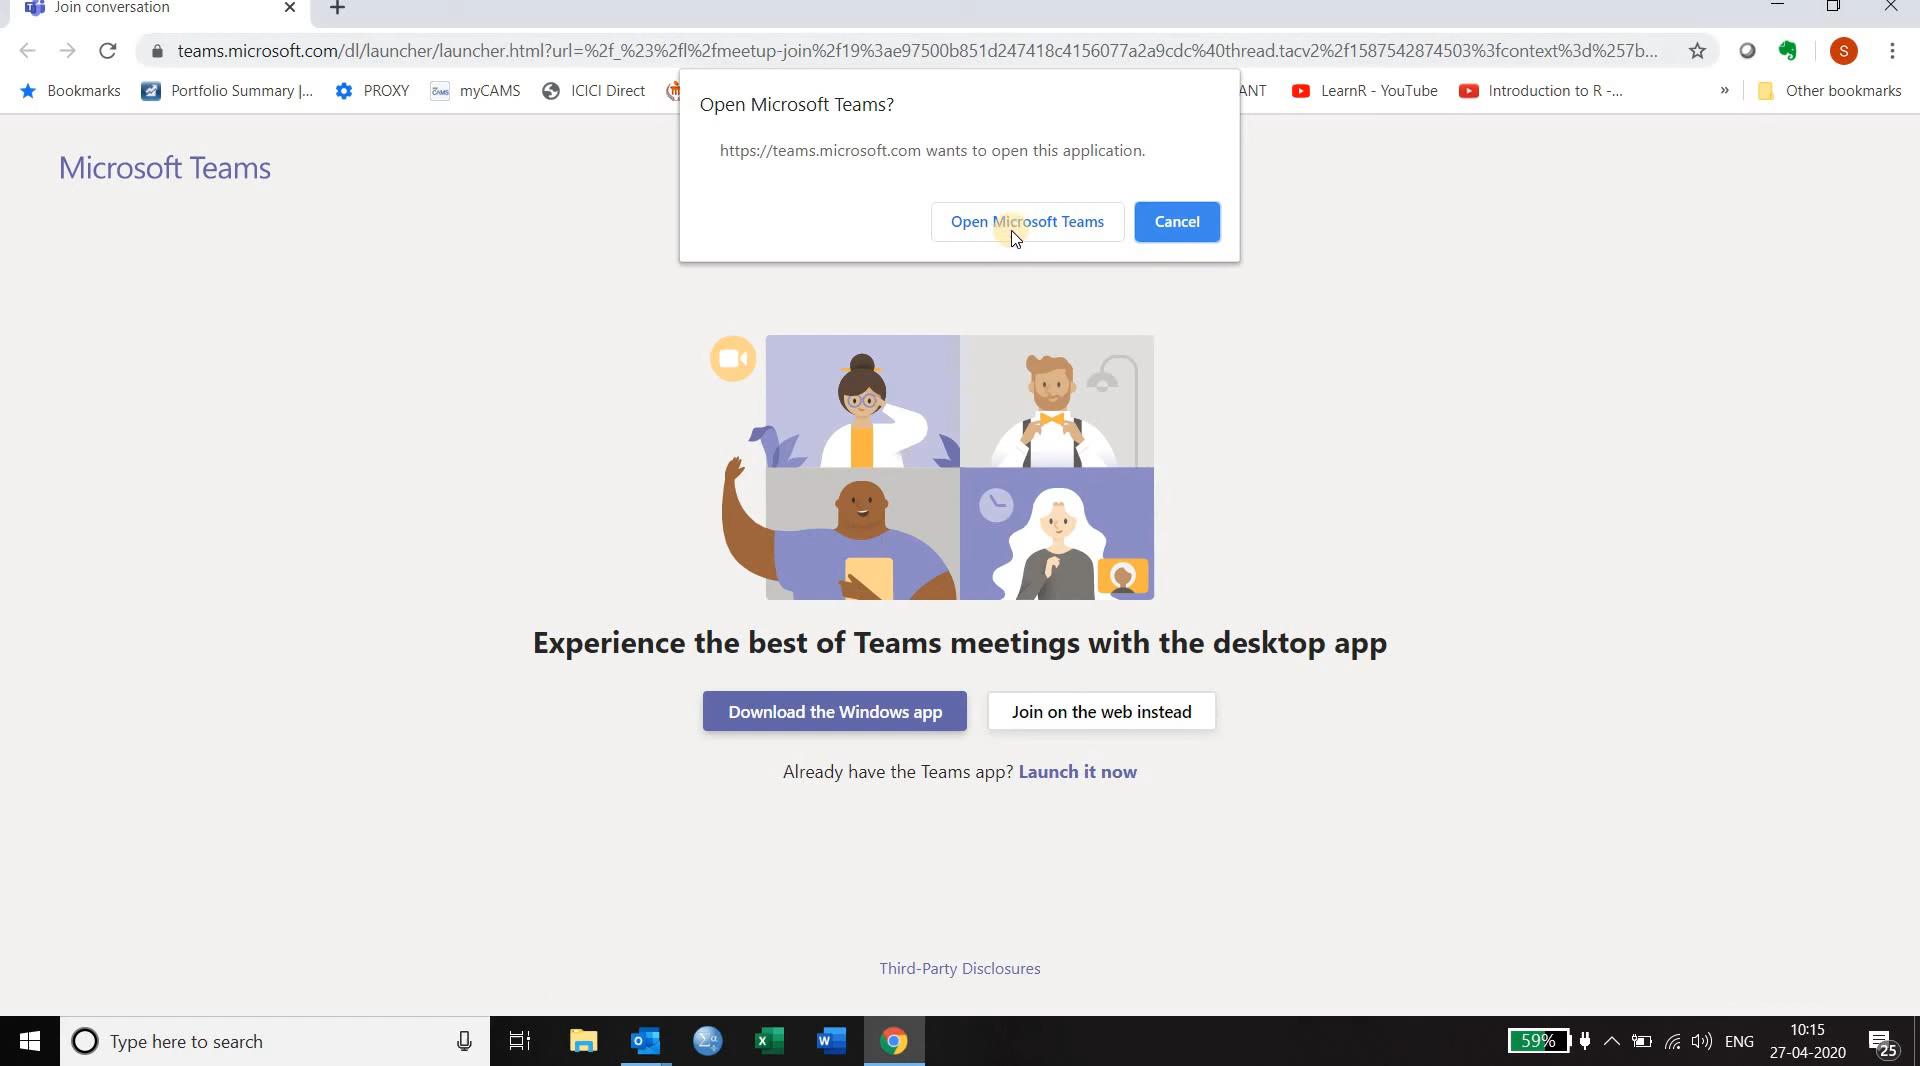 Join conversation
teams.microsoft.com/dl/launcher/launcher.html?url=%2f_%23%2fl%2fmeetup-join%2f19%3ae97500b851d247418c4156077a2a9cdc%40thread.tacv2%2f1587542874503%3fcontext%3d%257b...
S
Bookmarks Portfolio Summary |... PROXY myCAMS ICICI Direct ANT LearnR - YouTube Introduction to R -... » Other bookmarks
Open Microsoft Teams?
https://teams.microsoft.com wants to open this application.
Open Microsoft Teams Cancel
Microsoft Teams
Experience the best of Teams meetings with the desktop app
Download the Windows app Join on the web instead
Already have the Teams app? Launch it now
Third-Party Disclosures
Type here to search
59% ENG
10:15
27-04-2020
25